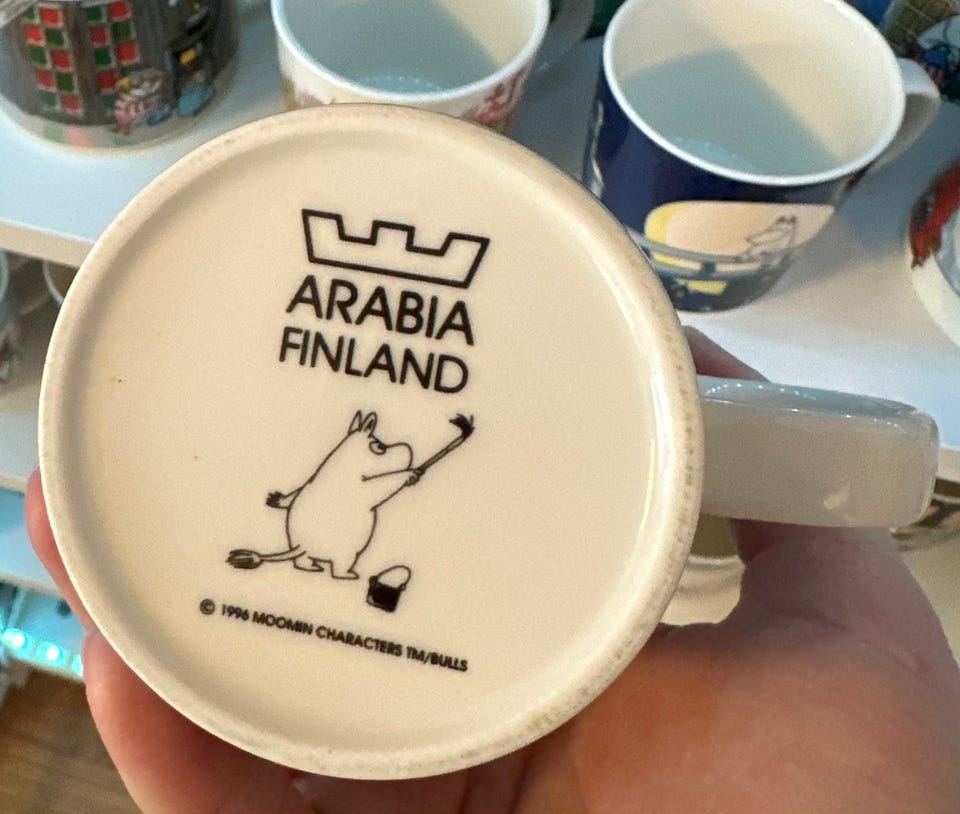 ARABIA
FINLAND
© 1996 MOOMIN CHARACTERS TM/BULLS